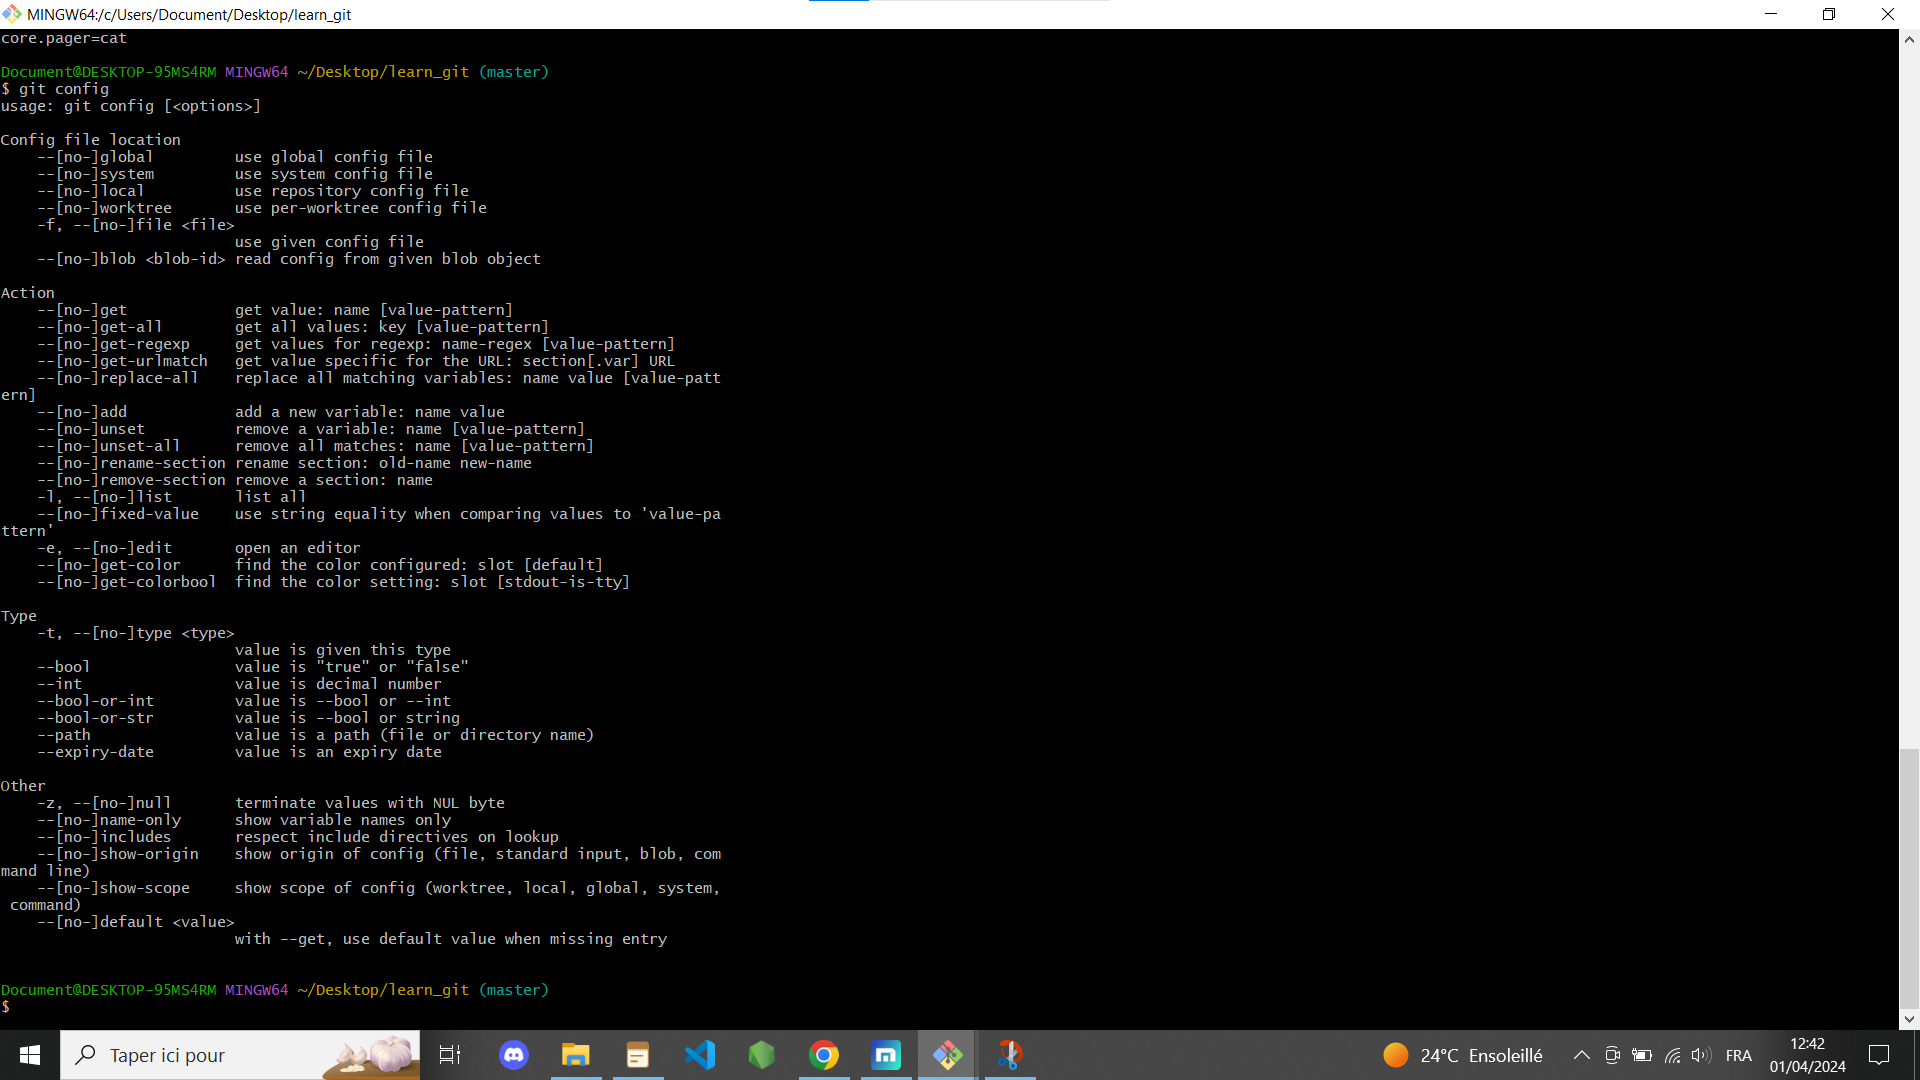 MINGW64:/c/Users/Document/Desktop/learn_git
core.pager=cat
Document@DESKTOP-95MS4RM MINGW64 ~/Desktop/learn_git (master)
$ git config
usage: git config [<options>]
Config file location
    --[no-]global         use global config file
    --[no-]system         use system config file
    --[no-]local          use repository config file
    --[no-]worktree       use per-worktree config file
    -f, --[no-]file <file>
                          use given config file
    --[no-]blob <blob-id> read config from given blob object
Action
    --[no-]get            get value: name [value-pattern]
    --[no-]get-all        get all values: key [value-pattern]
    --[no-]get-regexp     get values for regexp: name-regex [value-pattern]
    --[no-]get-urlmatch   get value specific for the URL: section[.var] URL
    --[no-]replace-all    replace all matching variables: name value [value-patt
ern]
    --[no-]add            add a new variable: name value
    --[no-]unset          remove a variable: name [value-pattern]
    --[no-]unset-all      remove all matches: name [value-pattern]
    --[no-]rename-section rename section: old-name new-name
    --[no-]remove-section remove a section: name
    -l, --[no-]list       list all
    --[no-]fixed-value    use string equality when comparing values to 'value-pa
ttern'
    -e, --[no-]edit       open an editor
    --[no-]get-color      find the color configured: slot [default]
    --[no-]get-colorbool  find the color setting: slot [stdout-is-tty]
Type
    -t, --[no-]type <type>
                          value is given this type
    --bool                value is "true" or "false"
    --int                 value is decimal number
    --bool-or-int         value is --bool or --int
    --bool-or-str         value is --bool or string
    --path                value is a path (file or directory name)
    --expiry-date         value is an expiry date
Other
    -z, --[no-]null       terminate values with NUL byte
    --[no-]name-only      show variable names only
    --[no-]includes       respect include directives on lookup
    --[no-]show-origin    show origin of config (file, standard input, blob, com
mand line)
    --[no-]show-scope     show scope of config (worktree, local, global, system,
 command)
    --[no-]default <value>
                          with --get, use default value when missing entry
Document@DESKTOP-95MS4RM MINGW64 ~/Desktop/learn_git (master)
$
Taper ici pour
24°C Ensoleillé
FRA
12:42
01/04/2024